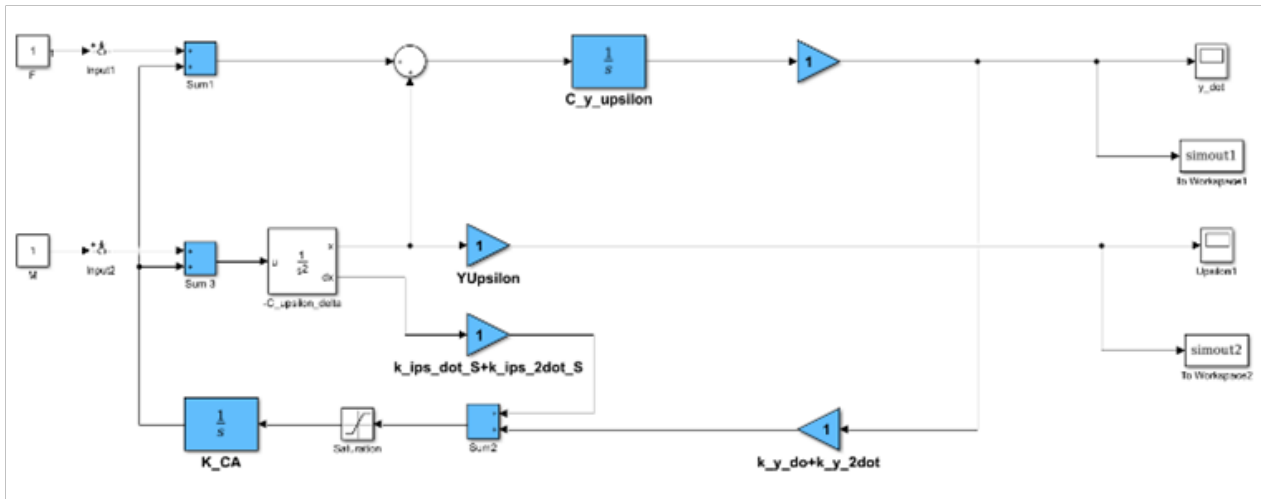 1
F
Input1
Sum1
1
s
C_y_upsilon
1
y_dot
simout1
To Workspace1
1
M
Input2
Sum 3
u
1
s²
x
dx
-C_upsilon_delta
1
YUpsilon
Upsilon1
1
k_ips_dot_S+k_ips_2dot_S
simout2
To Workspace2
1
s
K_CA
Saturation
Sum2
1
k_y_do+k_y_2dot